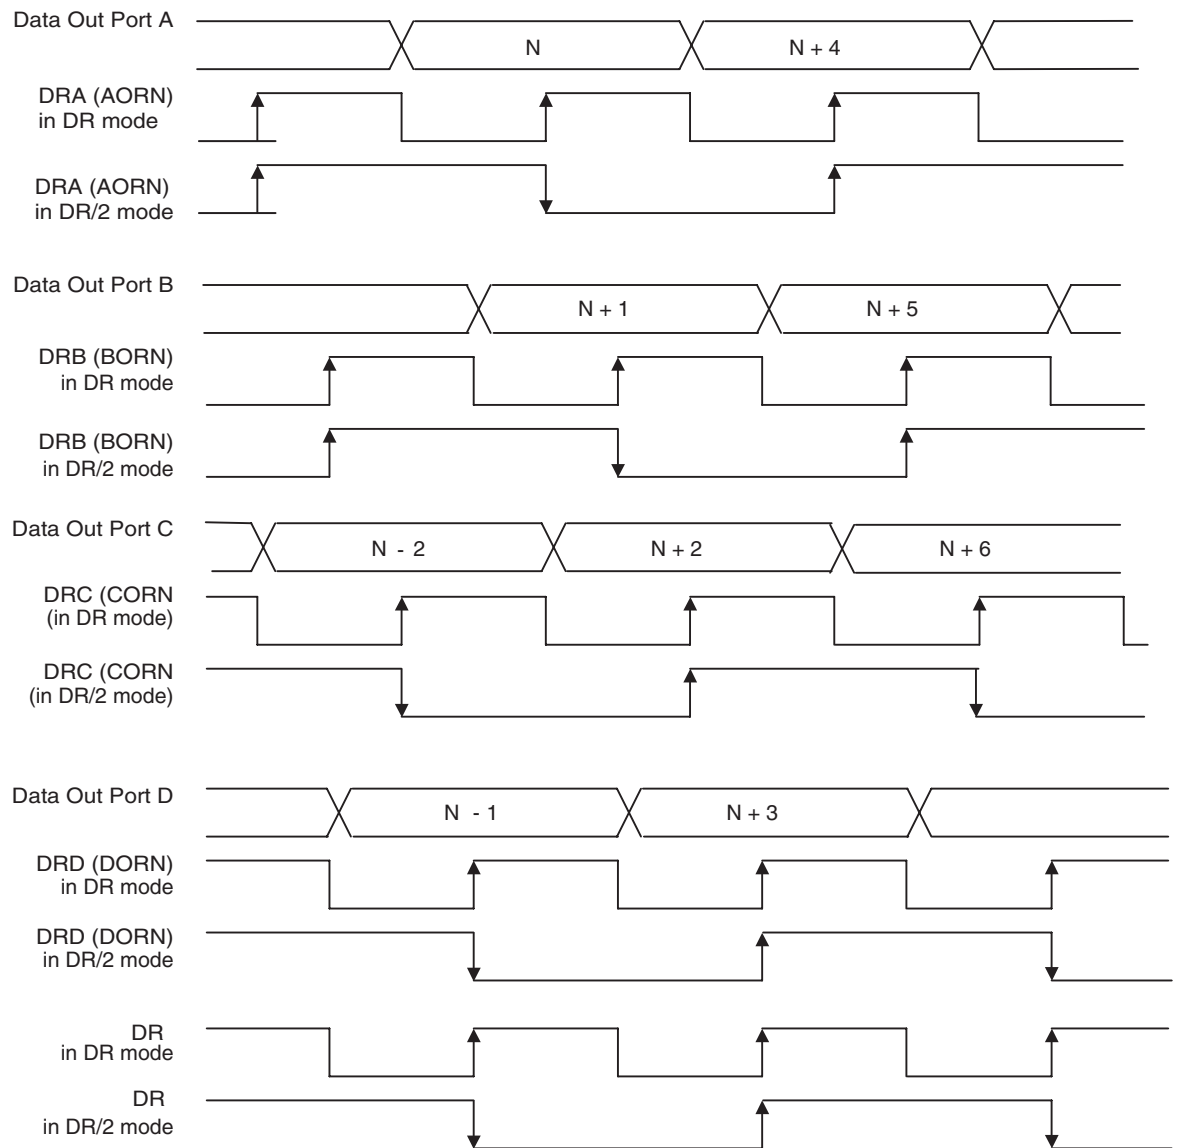 Data Out Port A
N
N + 4
DRA (AORN)
in DR mode
DRA (AORN)
in DR/2 mode
Data Out Port B
N + 1
N + 5
DRB (BORN)
in DR mode
DRB (BORN)
in DR/2 mode
Data Out Port C
N - 2
N + 2
N + 6
DRC (CORN
(in DR mode)
DRC (CORN
(in DR/2 mode)
Data Out Port D
N - 1
N + 3
DRD (DORN)
in DR mode
DRD (DORN)
in DR/2 mode
DR
in DR mode
DR
in DR/2 mode